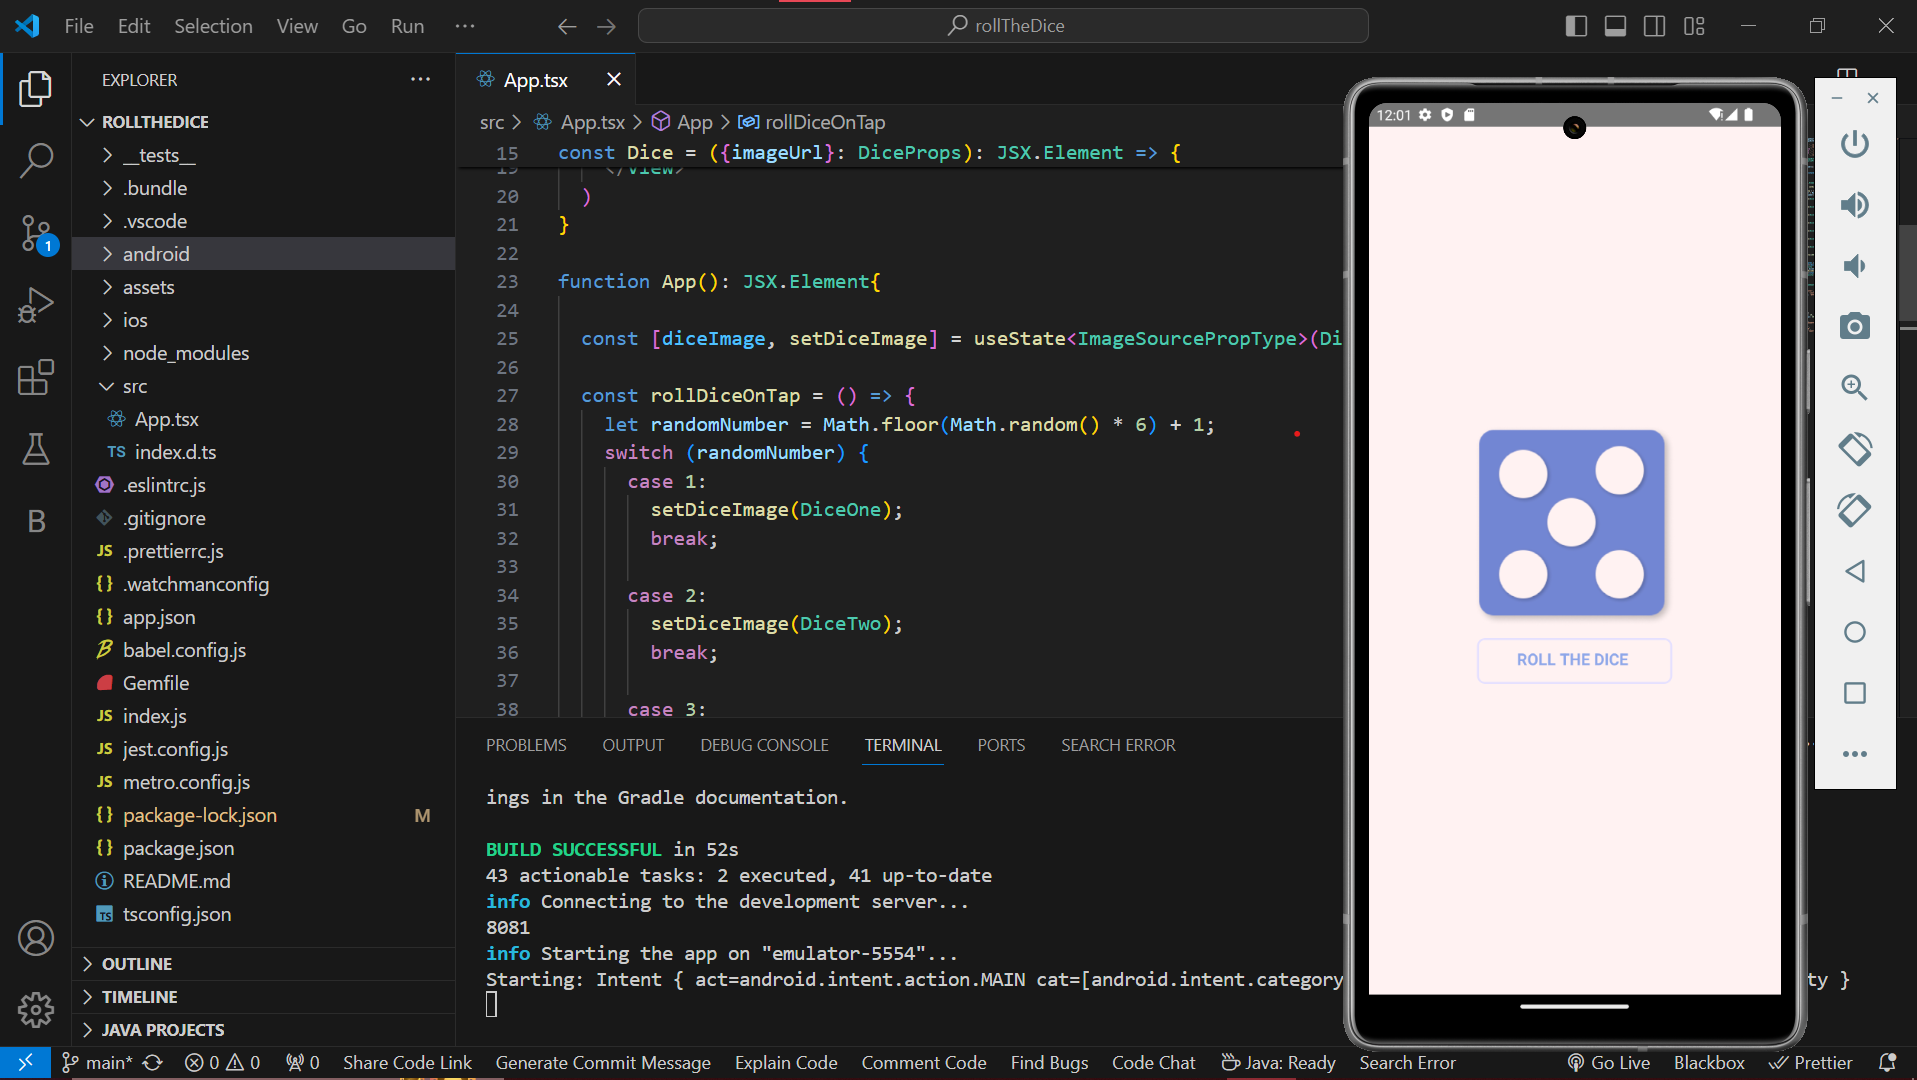 File Edit Selection View Go Run
rollTheDice
EXPLORER
ROLLTHEDICE
__tests__
.bundle
.vscode
android
assets
ios
node_modules
src
App.tsx
TS index.d.ts
.eslintrc.js
.gitignore
JS .prettierrc.js
{} .watchmanconfig
{} app.json
babel.config.js
Gemfile
JS index.js
JS jest.config.js
JS metro.config.js
{} package-lock.json M
{} package.json
README.md
TS tsconfig.json
OUTLINE
TIMELINE
JAVA PROJECTS
1
B
App.tsx
src > App.tsx > App > rollDiceOnTap
15 const Dice = ({imageUrl}: DiceProps): JSX.Element => {
19 </View>
20 )
21 }
22
23 function App(): JSX.Element{
24
25 const [diceImage, setDiceImage] = useState<ImageSourcePropType>(Di
26
27 const rollDiceOnTap = () => {
28 let randomNumber = Math.floor(Math.random() * 6) + 1;
29 switch (randomNumber) {
30 case 1:
31 setDiceImage(DiceOne);
32 break;
33
34 case 2:
35 setDiceImage(DiceTwo);
36 break;
37
38 case 3:
PROBLEMS OUTPUT DEBUG CONSOLE TERMINAL PORTS SEARCH ERROR
ings in the Gradle documentation.
BUILD SUCCESSFUL in 52s
43 actionable tasks: 2 executed, 41 up-to-date
info Connecting to the development server...
8081
info Starting the app on "emulator-5554"...
Starting: Intent { act=android.intent.action.MAIN cat=[android.intent.category
ty }
12:01
ROLL THE DICE
main* 0 0 0 Share Code Link Generate Commit Message Explain Code Comment Code Find Bugs Code Chat Java: Ready Search Error Go Live Blackbox Prettier